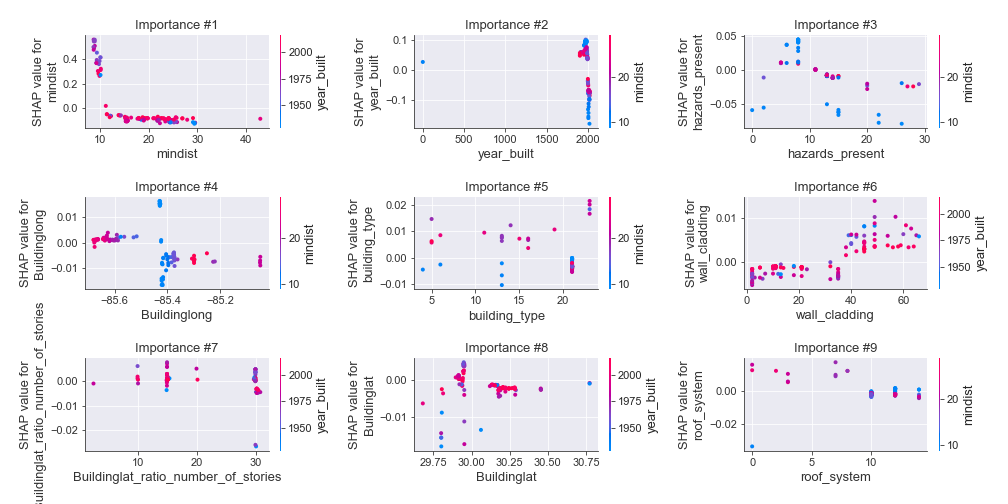 Importance #1
SHAP value for
mindist
0.4
0.2
0.0
10
20
30
40
mindist
2000
1975
1950
year_built
Importance #2
SHAP value for
year_built
0.1
0.0
−0.1
0
500
1000
1500
2000
year_built
20
10
mindist
Importance #3
SHAP value for
hazards_present
0.05
0.00
−0.05
0
10
20
30
hazards_present
20
10
mindist
Importance #4
SHAP value for
Buildinglong
0.01
0.00
−0.01
−85.6
−85.4
−85.2
Buildinglong
20
10
mindist
Importance #5
SHAP value for
building_type
0.02
0.01
0.00
−0.01
5
10
15
20
building_type
20
10
mindist
Importance #6
SHAP value for
wall_cladding
0.01
0.00
0
20
40
60
wall_cladding
2000
1975
1950
year_built
Importance #7
SHAP value for
Buildinglat_ratio_number_of_stories
0.00
−0.01
−0.02
10
20
30
Buildinglat_ratio_number_of_stories
2000
1975
1950
year_built
Importance #8
SHAP value for
Buildinglat
0.00
−0.01
29.75
30.00
30.25
30.50
30.75
Buildinglat
2000
1975
1950
year_built
Importance #9
SHAP value for
roof_system
0.00
−0.02
0
5
10
roof_system
20
10
mindist